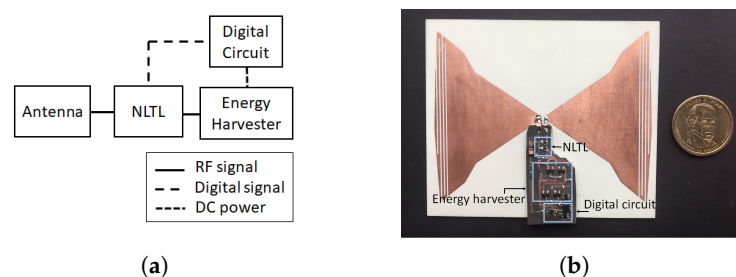 Digital
Circuit
Antenna
NLTL
Energy
Harvester
RF signal
Digital signal
DC power
(a)
NLTL
Energy harvester
Digital circuit
(b)